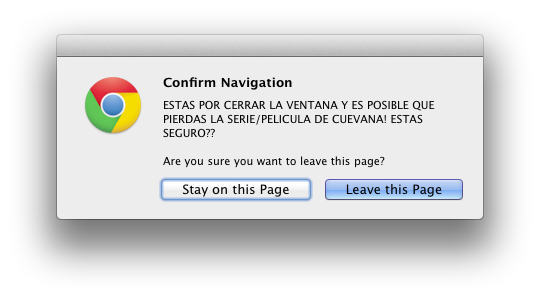 Confirm Navigation
ESTAS POR CERRAR LA VENTANA Y ES POSIBLE QUE
PIERDAS LA SERIE/PELICULA DE CUEVANA! ESTAS
SEGURO??
Are you sure you want to leave this page?
Stay on this Page
Leave this Page